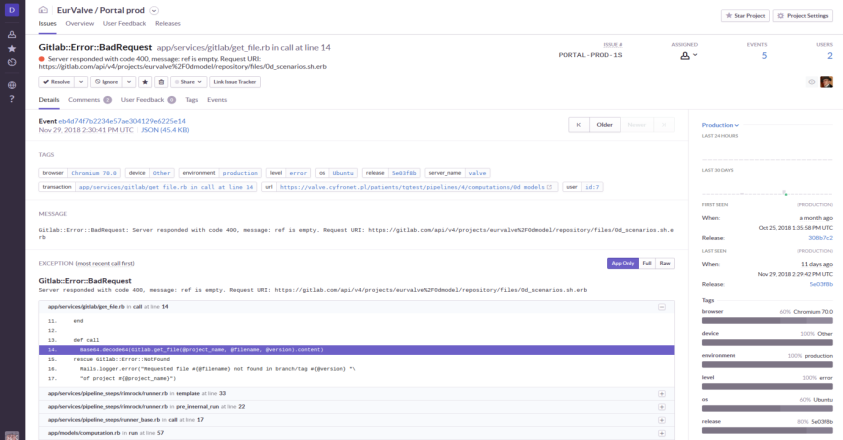 D
EurValve / Portal prod
Issues Overview User Feedback Releases
Star Project
Project Settings
Gitlab::Error::BadRequest app/services/gitlab/get_file.rb in call at line 14
Server responded with code 400, message: ref is empty. Request URI:
https://gitlab.com/api/v4/projects/eurvalve%2F0dmodel/repository/files/0d_scenarios.sh.erb
ISSUE # ASSIGNED EVENTS USERS
PORTAL-PROD-1S 5 2
Resolve Ignore Share Link Issue Tracker
Details Comments 0 User Feedback 0 Tags Events
Event eb4d74f7b2234e57ae304129e6225e14
Nov 29, 2018 2:30:41 PM UTC JSON (45.4 KB)
Older Newer
TAGS
browser Chromium 70.0 device Other environment production level error os Ubuntu release 5e03f8b server_name valve
transaction app/services/gitlab/get_file.rb in call at line 14 url https://valve.cyfronet.pl/patients/tgtest/pipelines/4/computations/0d_models user id:7
MESSAGE
Gitlab::Error::BadRequest: Server responded with code 400, message: ref is empty. Request URI: https://gitlab.com/api/v4/projects/eurvalve%2F0dmodel/repository/files/0d_scenarios.sh.e
rb
EXCEPTION (most recent call first)
App Only Full Raw
Gitlab::Error::BadRequest
Server responded with code 400, message: ref is empty. Request URI: https://gitlab.com/api/v4/projects/eurvalve%2F0dmodel/repository/files/0d_scenarios.sh.erb
app/services/gitlab/get_file.rb in call at line 14
11. end
12.
13. def call
14. Base64.decode64(Gitlab.get_file(@project_name, @filename, @version).content)
15. rescue Gitlab::Error::NotFound
16. Rails.logger.error("Requested file #{@filename} not found in branch/tag #{@version} "\
17. "of project #{@project_name}")
app/services/pipeline_steps/rimrock/runner.rb in template at line 33
app/services/pipeline_steps/rimrock/runner.rb in pre_internal_run at line 22
app/services/pipeline_steps/runner_base.rb in call at line 17
app/models/computation.rb in run at line 57
Production
LAST 24 HOURS
LAST 30 DAYS
FIRST SEEN (PRODUCTION)
When: a month ago
Oct 25, 2018 1:35:58 PM UTC
Release: 308b7c2
LAST SEEN (PRODUCTION)
When: 11 days ago
Nov 29, 2018 2:29:42 PM UTC
Release: 5e03f8b
Tags
browser 60% Chromium 70.0
device 100% Other
environment 100% production
level 100% error
os 60% Ubuntu
release 80% 5e03f8b